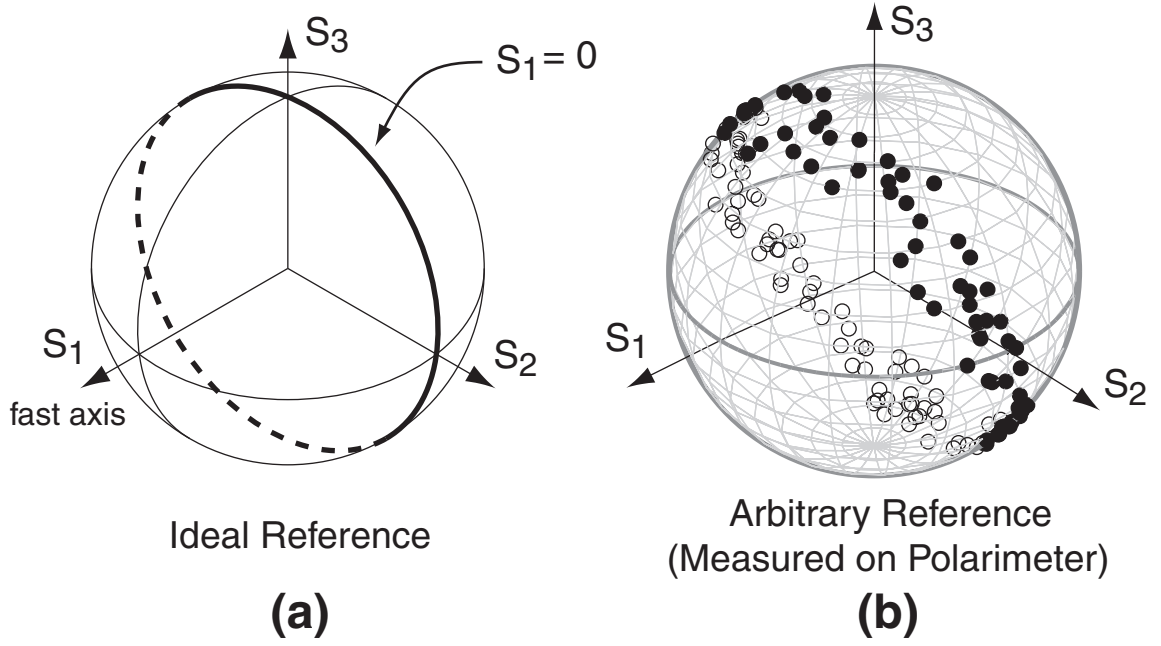 S3
S1 = 0
S1
fast axis
S2
Ideal Reference
(a)
S3
S1
S2
Arbitrary Reference
(Measured on Polarimeter)
(b)